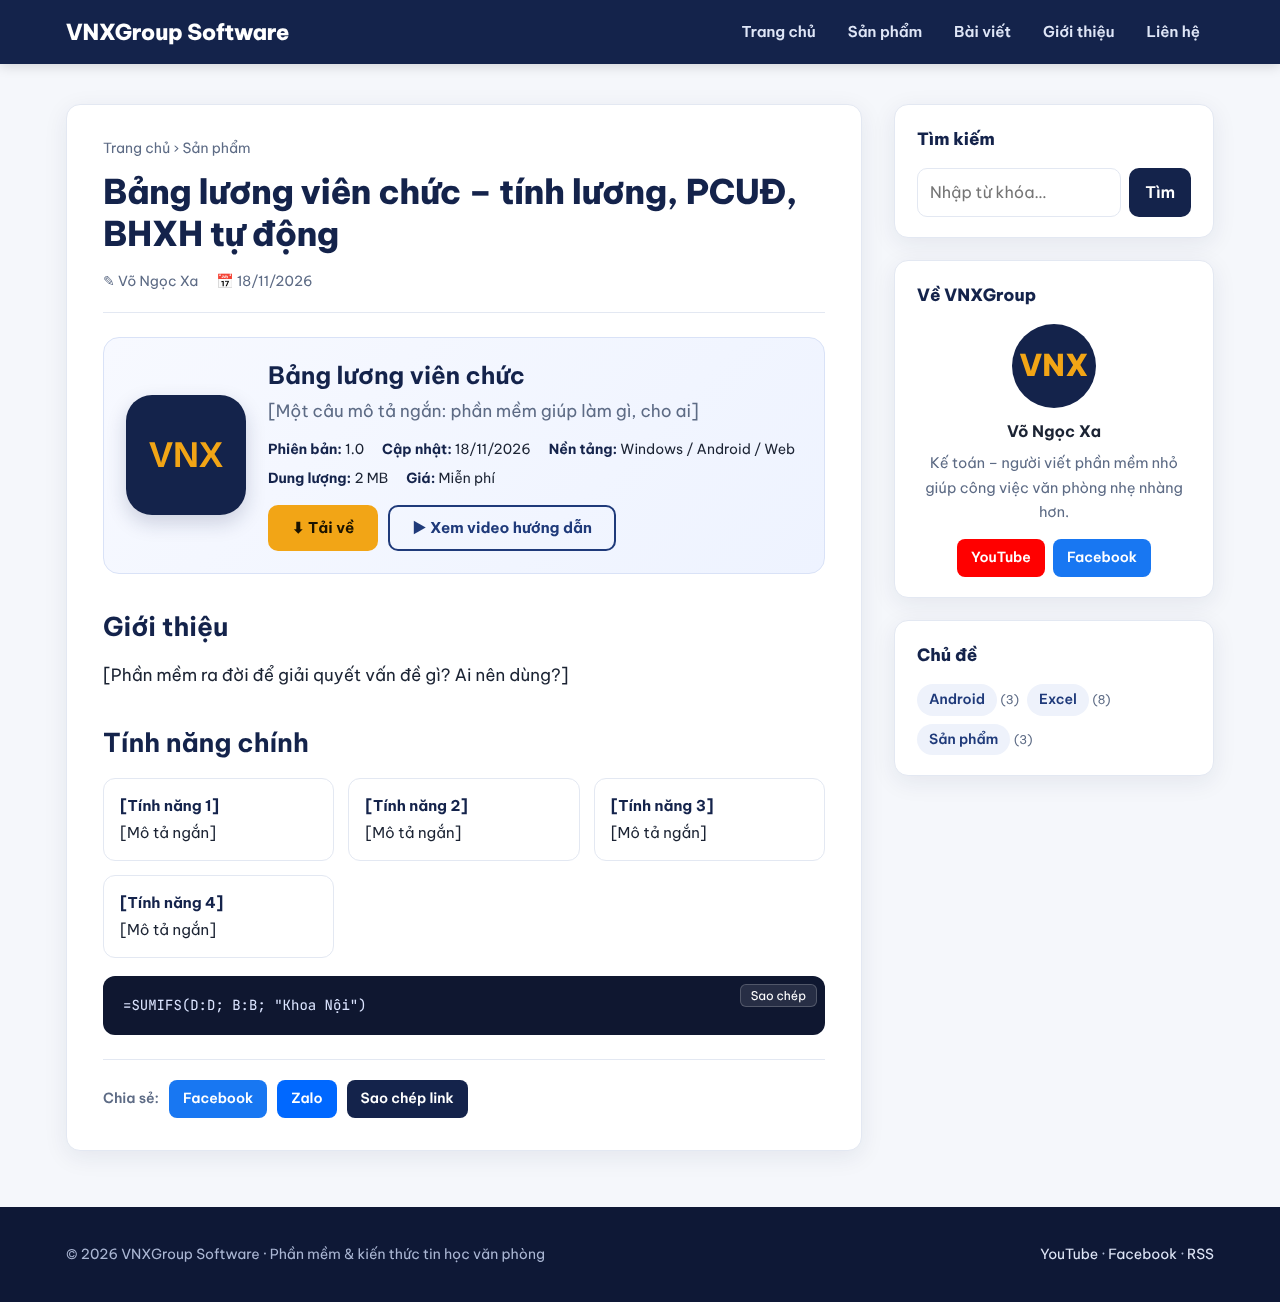 VNXGroup Software
Trang chủ
Sản phẩm
Bài viết
Giới thiệu
Liên hệ
Trang chủ › Sản phẩm
Bảng lương viên chức – tính lương, PCUĐ,
BHXH tự động
✎ Võ Ngọc Xa 📅 18/11/2026
VNX
Bảng lương viên chức
[Một câu mô tả ngắn: phần mềm giúp làm gì, cho ai]
Phiên bản: 1.0 Cập nhật: 18/11/2026 Nền tảng: Windows / Android / Web
Dung lượng: 2 MB Giá: Miễn phí
⬇ Tải về
▶ Xem video hướng dẫn
Giới thiệu
[Phần mềm ra đời để giải quyết vấn đề gì? Ai nên dùng?]
Tính năng chính
[Tính năng 1]
[Mô tả ngắn]
[Tính năng 2]
[Mô tả ngắn]
[Tính năng 3]
[Mô tả ngắn]
[Tính năng 4]
[Mô tả ngắn]
=SUMIFS(D:D; B:B; "Khoa Nội")
Sao chép
Chia sẻ: Facebook Zalo Sao chép link
Tìm kiếm
Nhập từ khóa...
Tìm
Về VNXGroup
VNX
Võ Ngọc Xa
Kế toán – người viết phần mềm nhỏ
giúp công việc văn phòng nhẹ nhàng
hơn.
YouTube
Facebook
Chủ đề
Android (3) Excel (8)
Sản phẩm (3)
© 2026 VNXGroup Software · Phần mềm & kiến thức tin học văn phòng
YouTube · Facebook · RSS